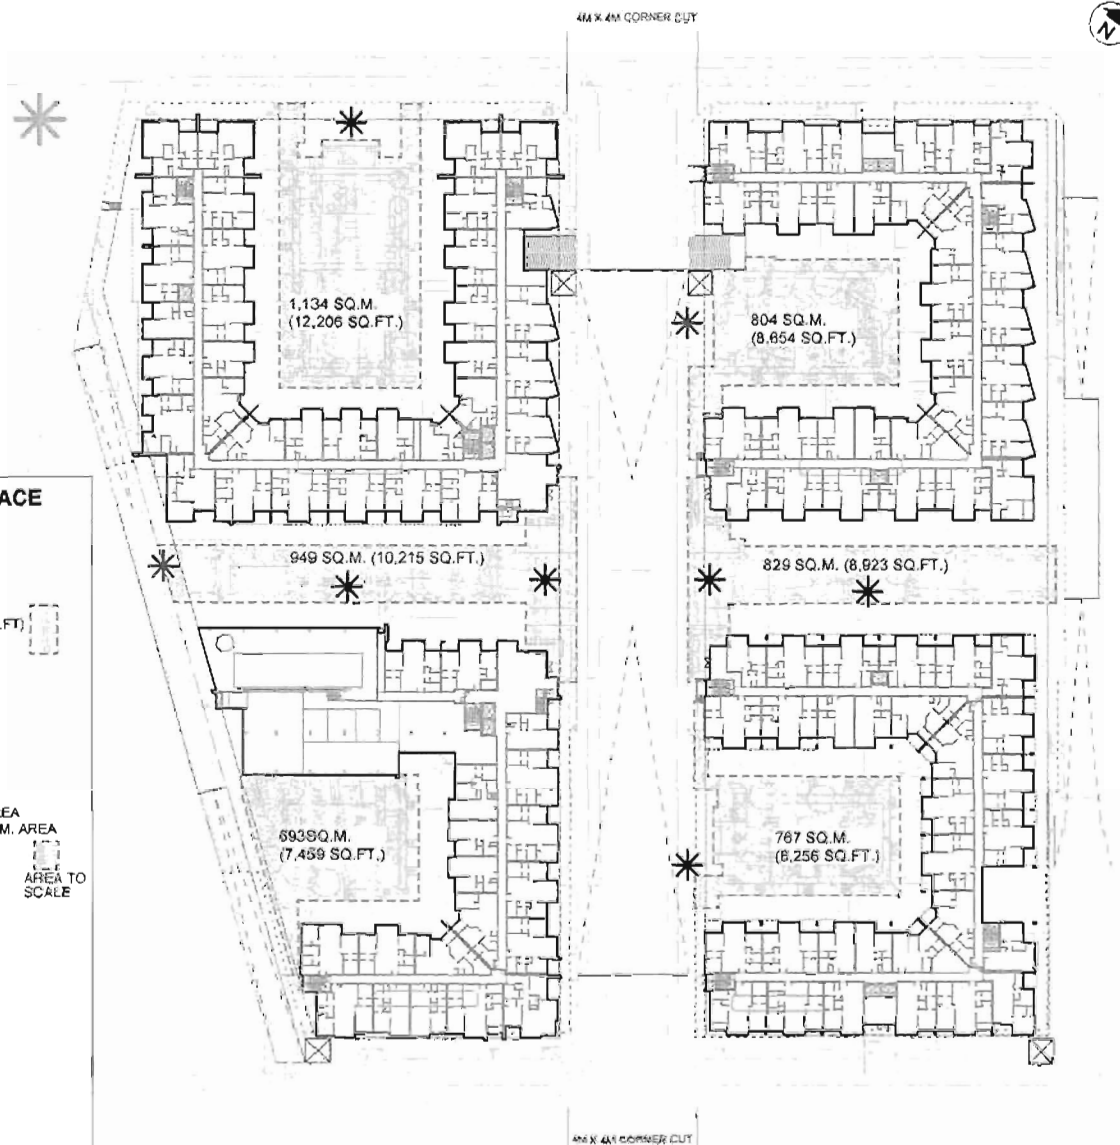 4M X 4M CORNER CUT
N
1,134 SQ.M.
(12,206 SQ.FT.)
804 SQ.M.
(8,654 SQ.FT.)
ACE
949 SQ.M. (10,215 SQ.FT.)
829 SQ.M. (8,923 SQ.FT.)
.FT)
EA
M. AREA
AREA TO
SCALE
693SQ.M.
(7,459 SQ.FT.)
767 SQ.M.
(8,256 SQ.FT.)
4M X 4M CORNER CUT